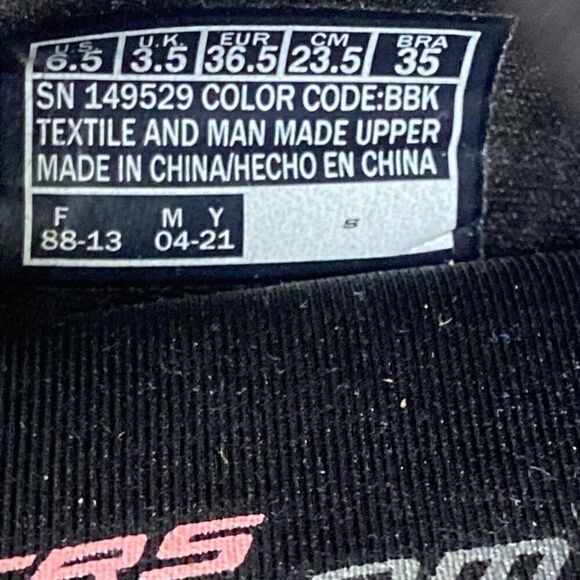 U.S. U.K. EUR CM BRA
6.5 3.5 36.5 23.5 35
SN 149529 COLOR CODE:BBK
TEXTILE AND MAN MADE UPPER
MADE IN CHINA/HECHO EN CHINA
F M Y
88-13 04-21
S
ERS